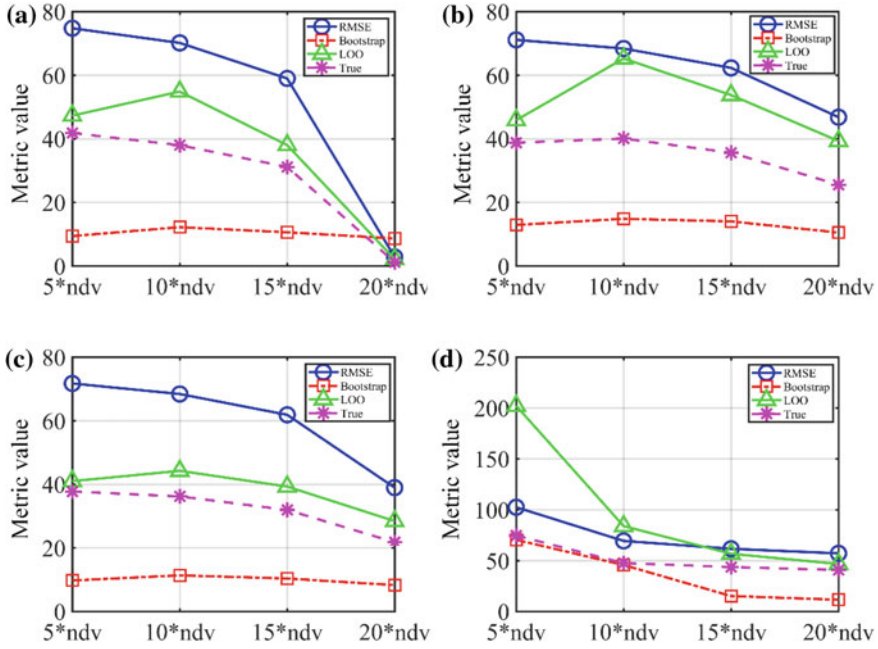 (a)
80
60
40
20
0
Metric value
RMSE
Bootstrap
LOO
True
5*ndv 10*ndv 15*ndv 20*ndv
(b)
80
60
40
20
0
Metric value
RMSE
Bootstrap
LOO
True
5*ndv 10*ndv 15*ndv 20*ndv
(c)
80
60
40
20
0
Metric value
RMSE
Bootstrap
LOO
True
5*ndv 10*ndv 15*ndv 20*ndv
(d)
250
200
150
100
50
0
Metric value
RMSE
Bootstrap
LOO
True
5*ndv 10*ndv 15*ndv 20*ndv